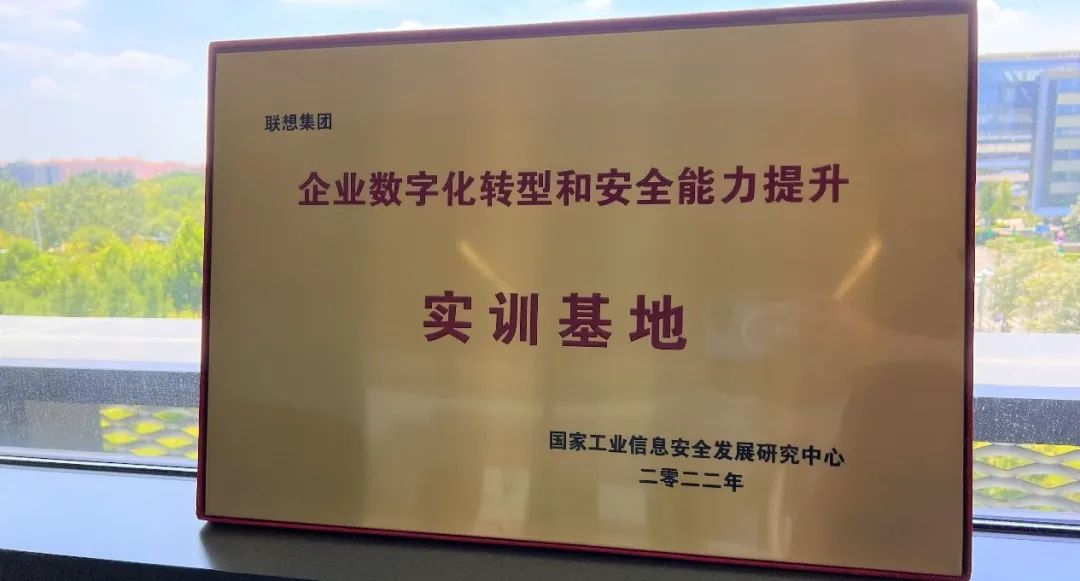 联想集团
企业数字化转型和安全能力提升
实训基地
国家工业信息安全发展研究中心
二零二二年